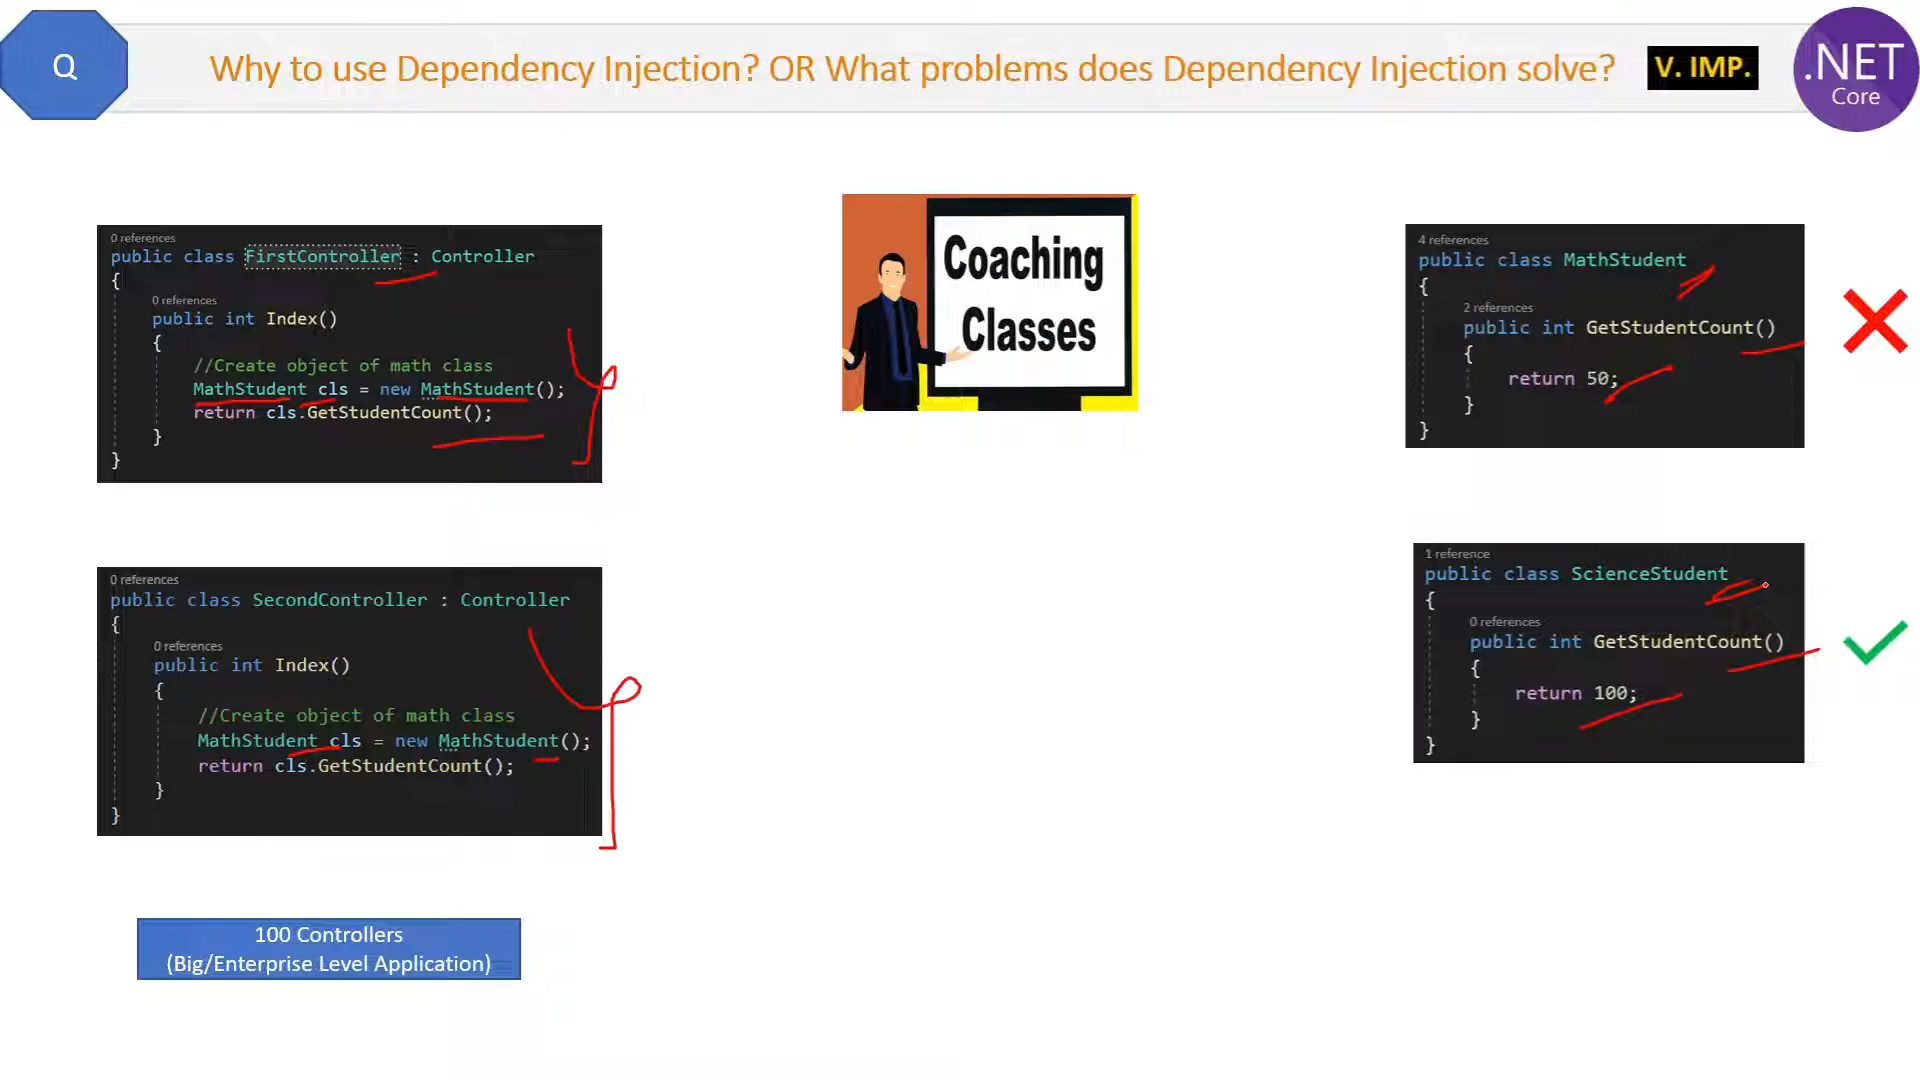 Q
Why to use Dependency Injection? OR What problems does Dependency Injection solve?
V. IMP.
.NET
Core
0 references
public class FirstController : Controller
{
0 references
public int Index()
{
//Create object of math class
MathStudent cls = new MathStudent();
return cls.GetStudentCount();
}
}
Coaching
Classes
4 references
public class MathStudent
{
2 references
public int GetStudentCount()
{
return 50;
}
}
0 references
public class SecondController : Controller
{
0 references
public int Index()
{
//Create object of math class
MathStudent cls = new MathStudent();
return cls.GetStudentCount();
}
}
1 reference
public class ScienceStudent
{
0 references
public int GetStudentCount()
{
return 100;
}
}
100 Controllers
(Big/Enterprise Level Application)